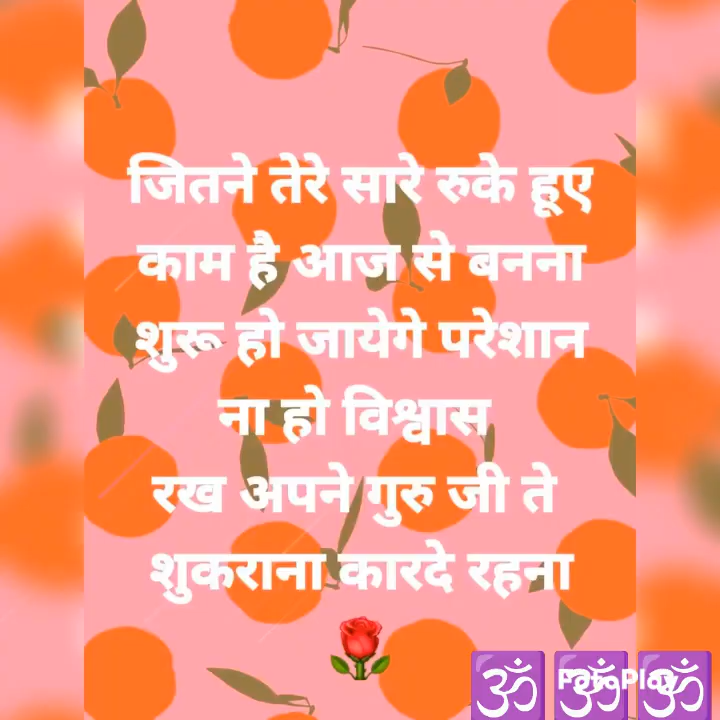 जितने तेरे सारे रुके हूए
काम है आज से बनना
शुरू हो जायेगे परेशान
ना हो विश्वास
रख अपने गुरु जी ते
शुकराना कारदे रहना
ॐ ॐ ॐ
FotoPlay